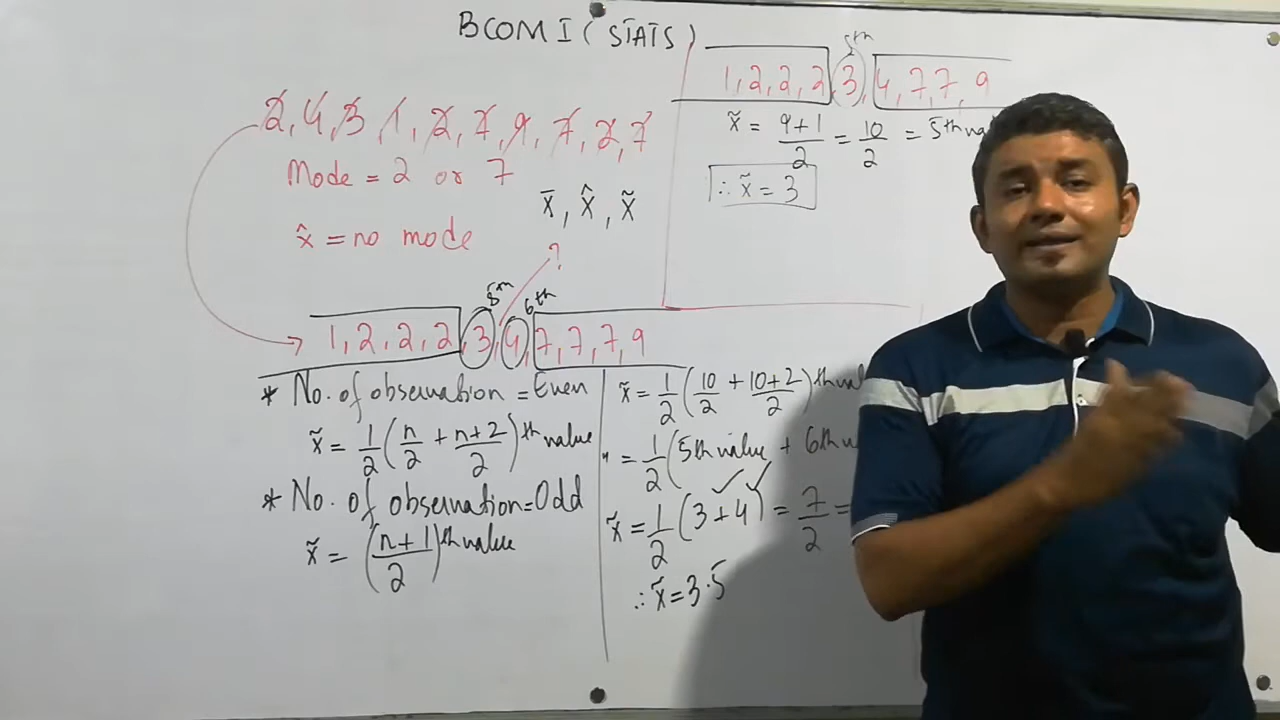 BCOM I ( STATS )
2, 4, 3, 1, 2, 7, 9, 7, 2, 7
Mode = 2 or 7
x̄, x̂, x̃
x̂ = no mode
?
5th 6th
1, 2, 2, 2, 3, 4, 7, 7, 7, 9
* No. of observation = Even
x̃ = 1/2 (n/2 + n+2/2)th value
* No. of observation = Odd
x̃ = (n+1/2)th value
5th
1, 2, 2, 2, 3, 4, 7, 7, 9
x̃ = 9+1/2 = 10/2 = 5th va
∴ x̃ = 3
x̃ = 1/2 (10/2 + 10+2/2)th val
" = 1/2 (5th value + 6th v
x̃ = 1/2 (3+4) = 7/2 =
∴ x̃ = 3.5